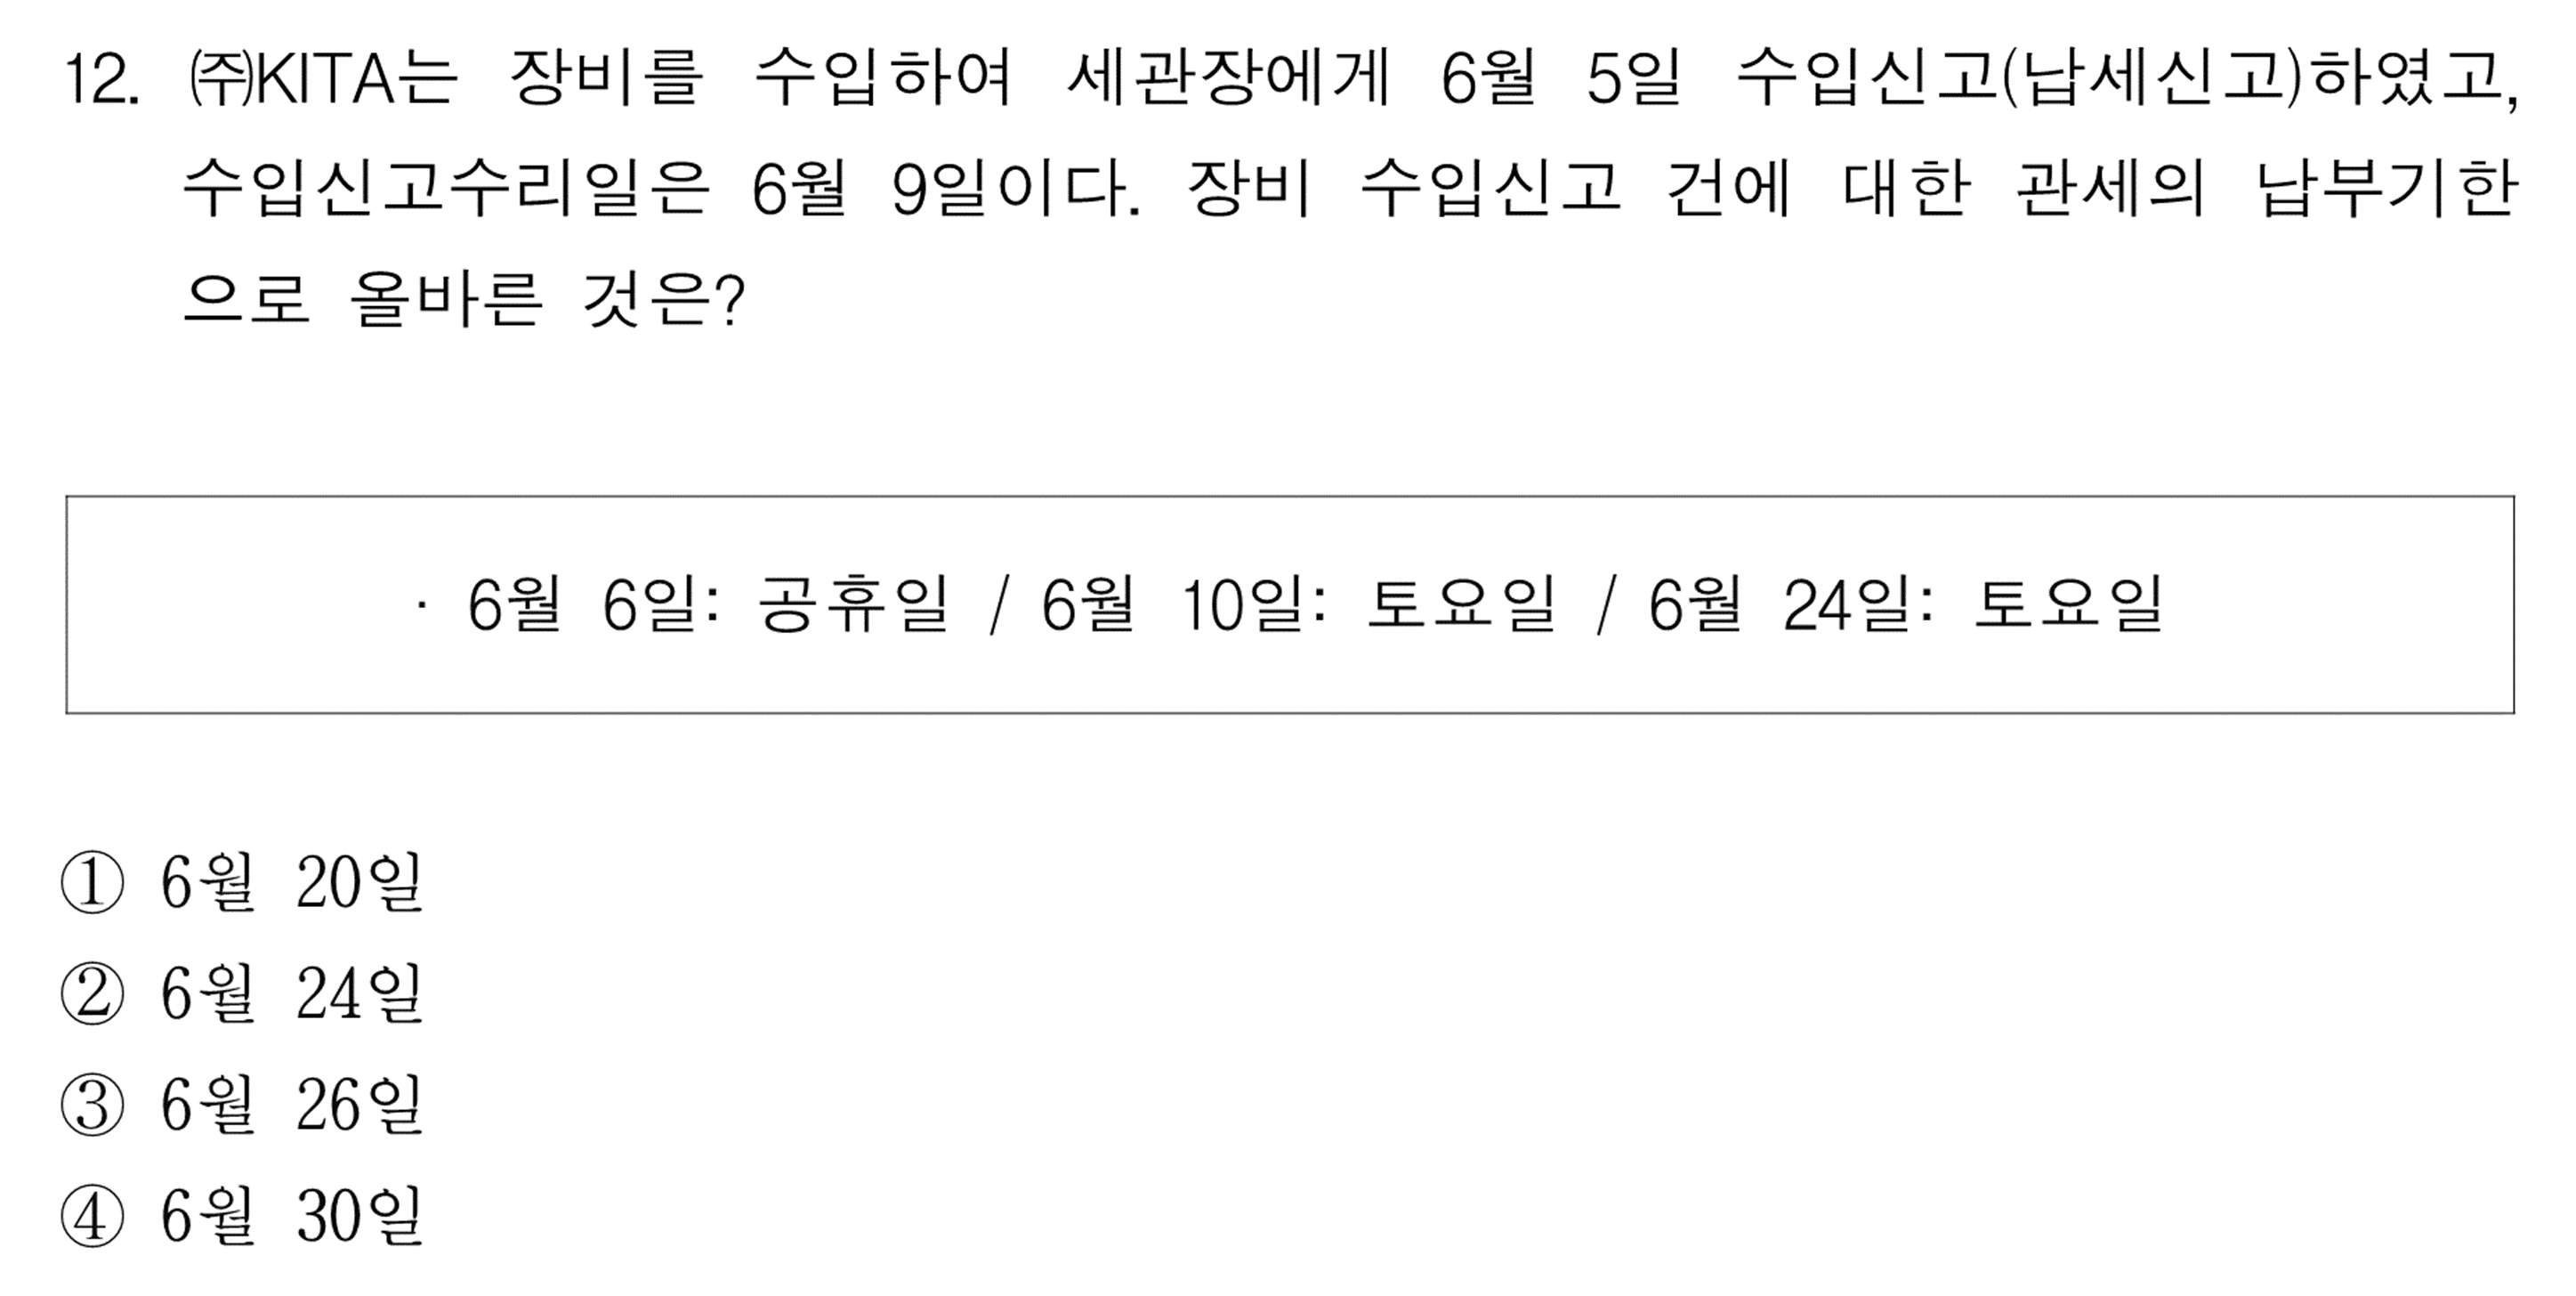 12. ㈜KITA는 장비를 수입하여 세관장에게 6월 5일 수입신고(납세신고)하였고,
수입신고수리일은 6월 9일이다. 장비 수입신고 건에 대한 관세의 납부기한
으로 올바른 것은?
· 6월 6일: 공휴일 / 6월 10일: 토요일 / 6월 24일: 토요일
① 6월 20일
② 6월 24일
③ 6월 26일
④ 6월 30일